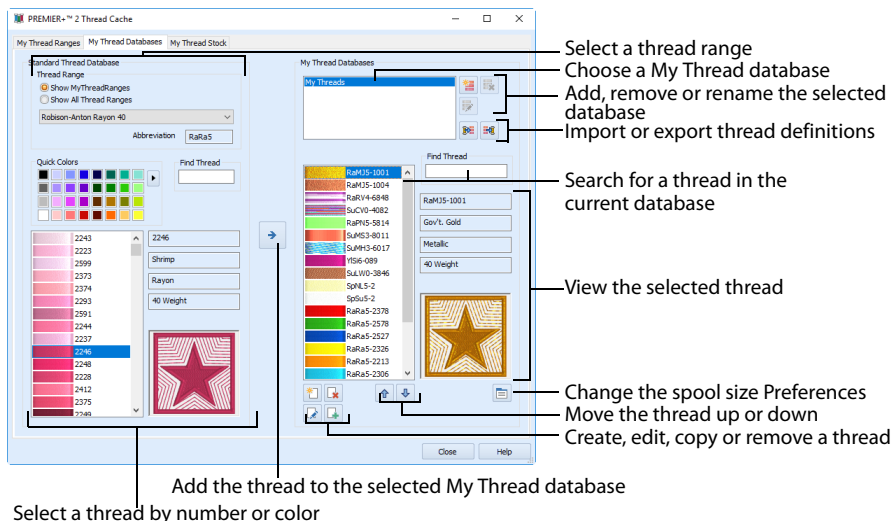 PREMIER+™ 2 Thread Cache
My Thread Ranges
My Thread Databases
My Thread Stock
Standard Thread Database
Thread Range
Show MyThreadRanges
Show All Thread Ranges
Robison-Anton Rayon 40
Abbreviation
RaRa5
Quick Colors
Find Thread
2243
2223
2599
2373
2374
2293
2591
2244
2237
2246
2248
2228
2412
2375
2249
2246
Shrimp
Rayon
40 Weight
My Thread Databases
My Threads
Find Thread
RaMJ5-1001
RaMJ5-1004
RaRV4-6848
SuCY0-4082
RaPN5-5814
SuMS3-8011
SuMH3-6017
YlSi6-089
SuLW0-3846
SpNL5-2
SpSu5-2
RaRa5-2378
RaRa5-2578
RaRa5-2527
RaRa5-2326
RaRa5-2213
RaRa5-2306
RaMJ5-1001
Gov't. Gold
Metallic
40 Weight
Close
Help
Select a thread range
Choose a My Thread database
Add, remove or rename the selected
database
Import or export thread definitions
Search for a thread in the
current database
View the selected thread
Change the spool size Preferences
Move the thread up or down
Create, edit, copy or remove a thread
Add the thread to the selected My Thread database
Select a thread by number or color